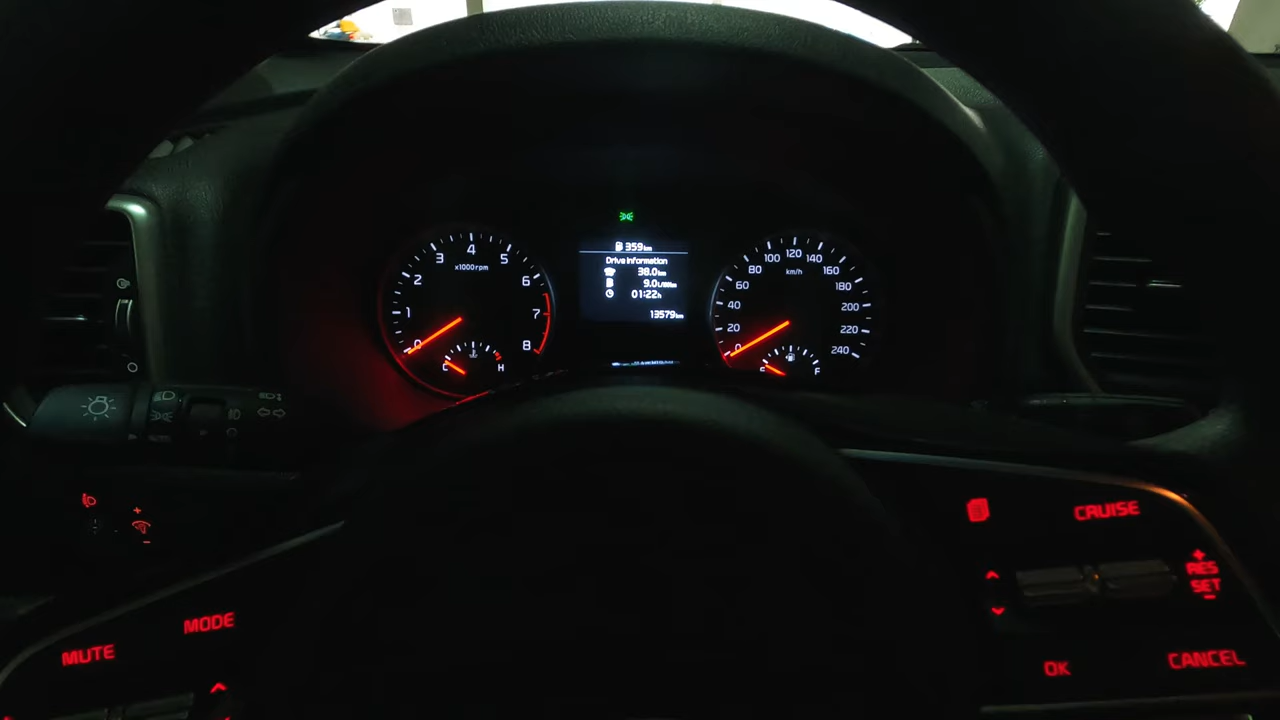 359km
Drive Information
38.0km
9.0L/100km
01:22h
13579km
0 1 2 3 4 5 6 7 8
x1000rpm
C H
0 20 40 60 80 100 120 140 160 180 200 220 240
km/h
F
AUTO
MUTE
MODE
CRUISE
+
RES
SET
-
OK
CANCEL